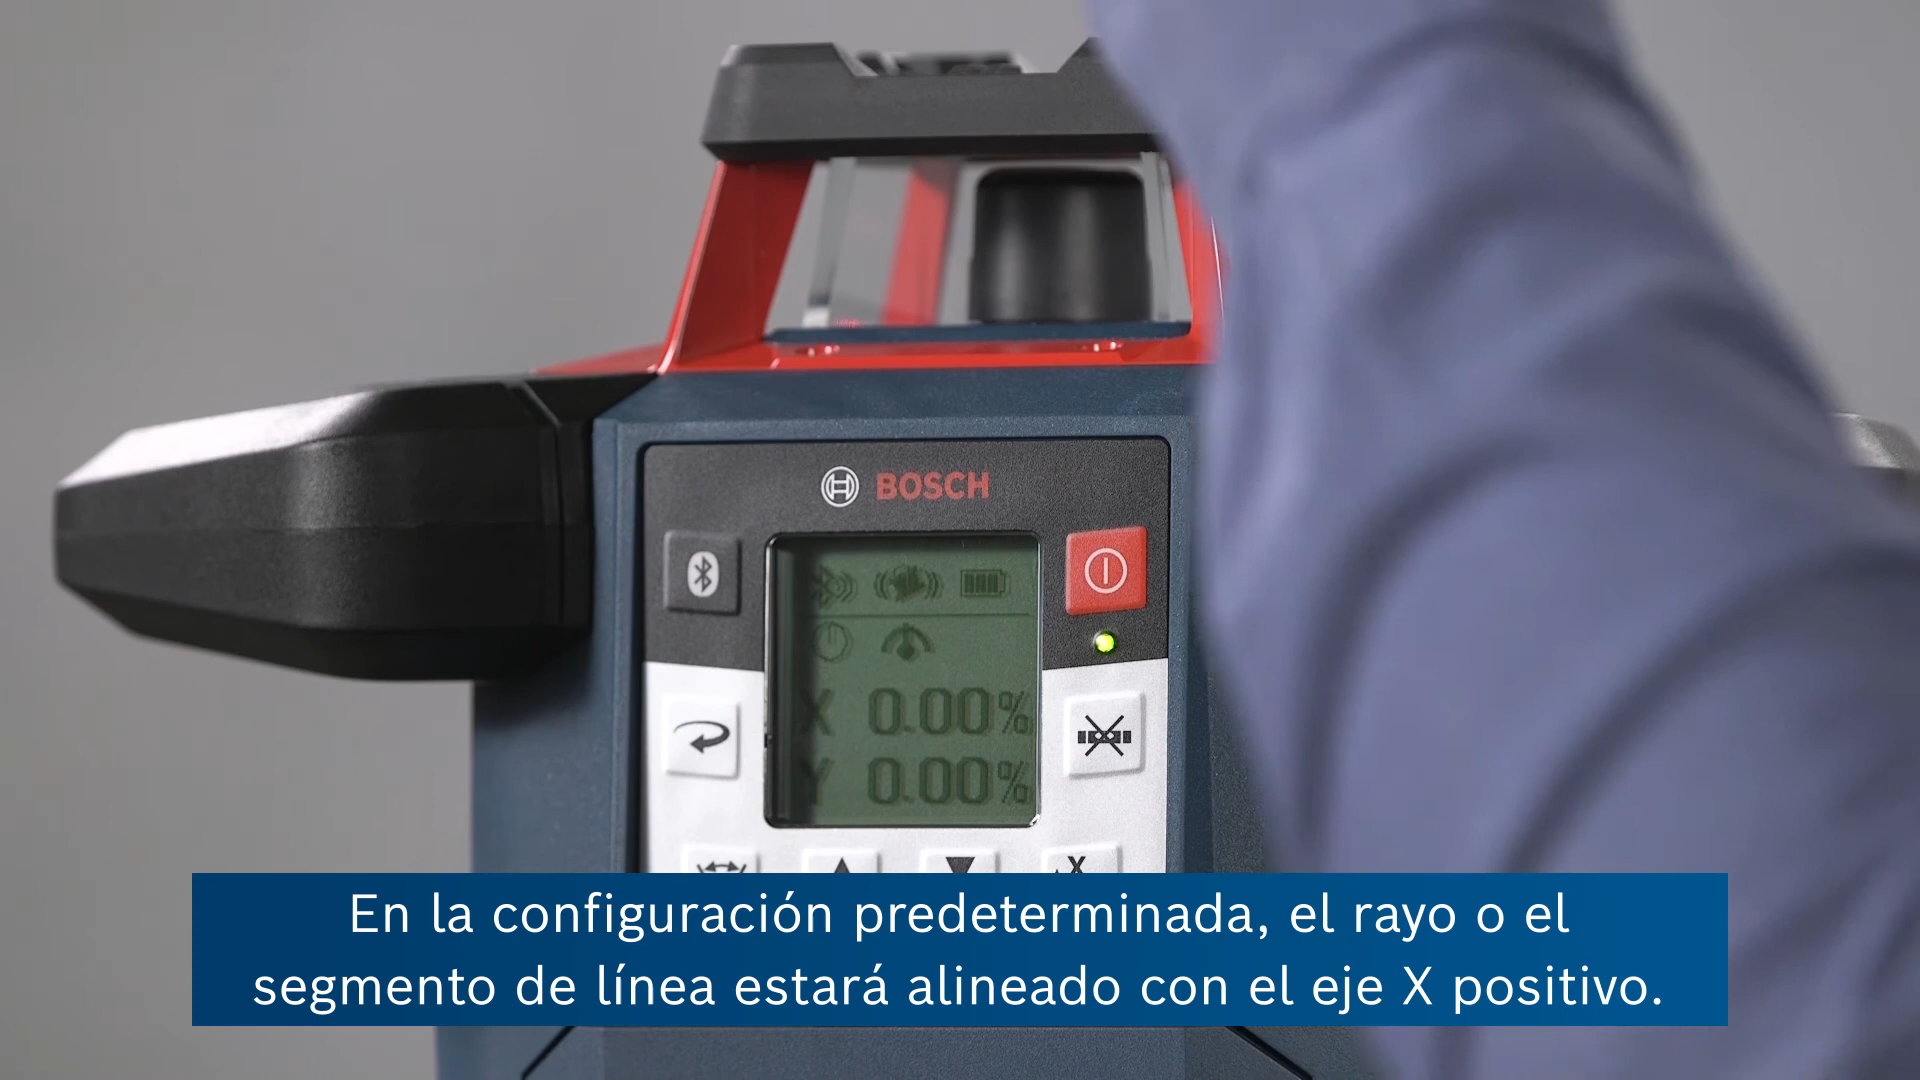 BOSCH
X 0.00%
Y 0.00%
X
En la configuración predeterminada, el rayo o el
segmento de línea estará alineado con el eje X positivo.